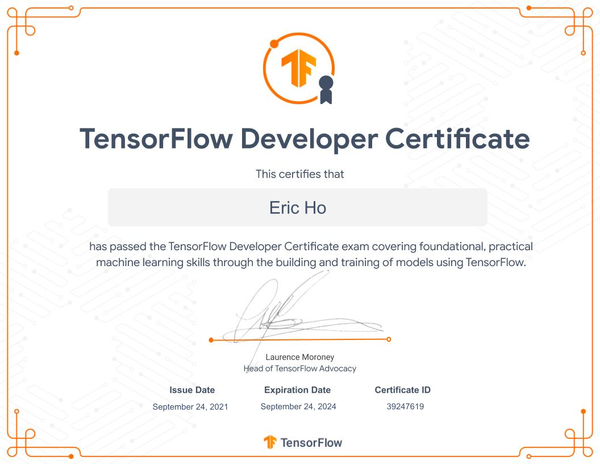 TF
TensorFlow Developer Certificate
This certifies that
Eric Ho
has passed the TensorFlow Developer Certificate exam covering foundational, practical
machine learning skills through the building and training of models using TensorFlow.
Laurence Moroney
Head of TensorFlow Advocacy
Issue Date Expiration Date Certificate ID
September 24, 2021 September 24, 2024 39247619
TensorFlow